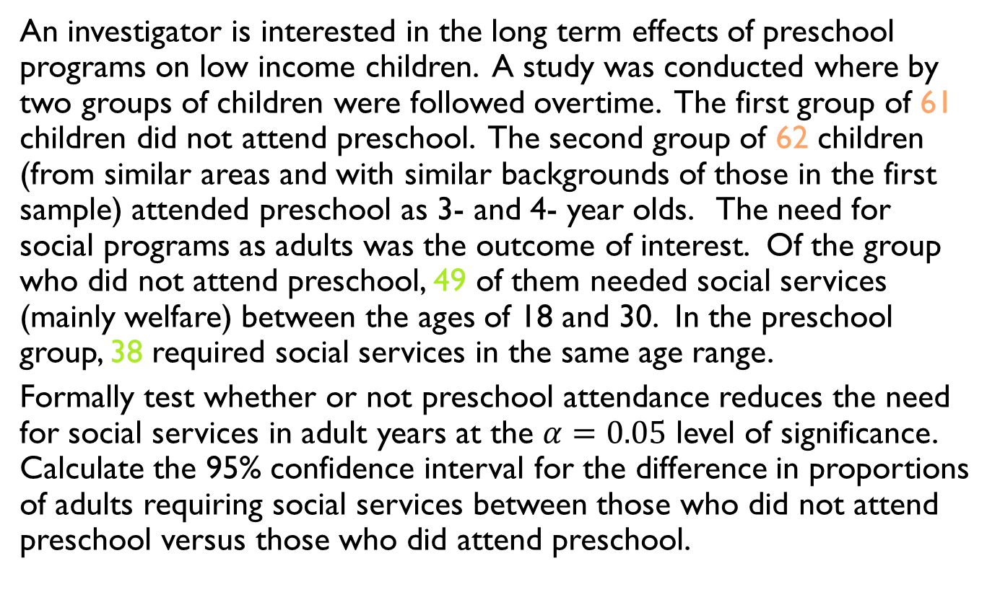 An investigator is interested in the long term effects of preschool
programs on low income children. A study was conducted where by
two groups of children were followed overtime. The first group of 61
children did not attend preschool. The second group of 62 children
(from similar areas and with similar backgrounds of those in the first
sample) attended preschool as 3- and 4- year olds. The need for
social programs as adults was the outcome of interest. Of the group
who did not attend preschool, 49 of them needed social services
(mainly welfare) between the ages of 18 and 30. In the preschool
group, 38 required social services in the same age range.
Formally test whether or not preschool attendance reduces the need
for social services in adult years at the α = 0.05 level of significance.
Calculate the 95% confidence interval for the difference in proportions
of adults requiring social services between those who did not attend
preschool versus those who did attend preschool.